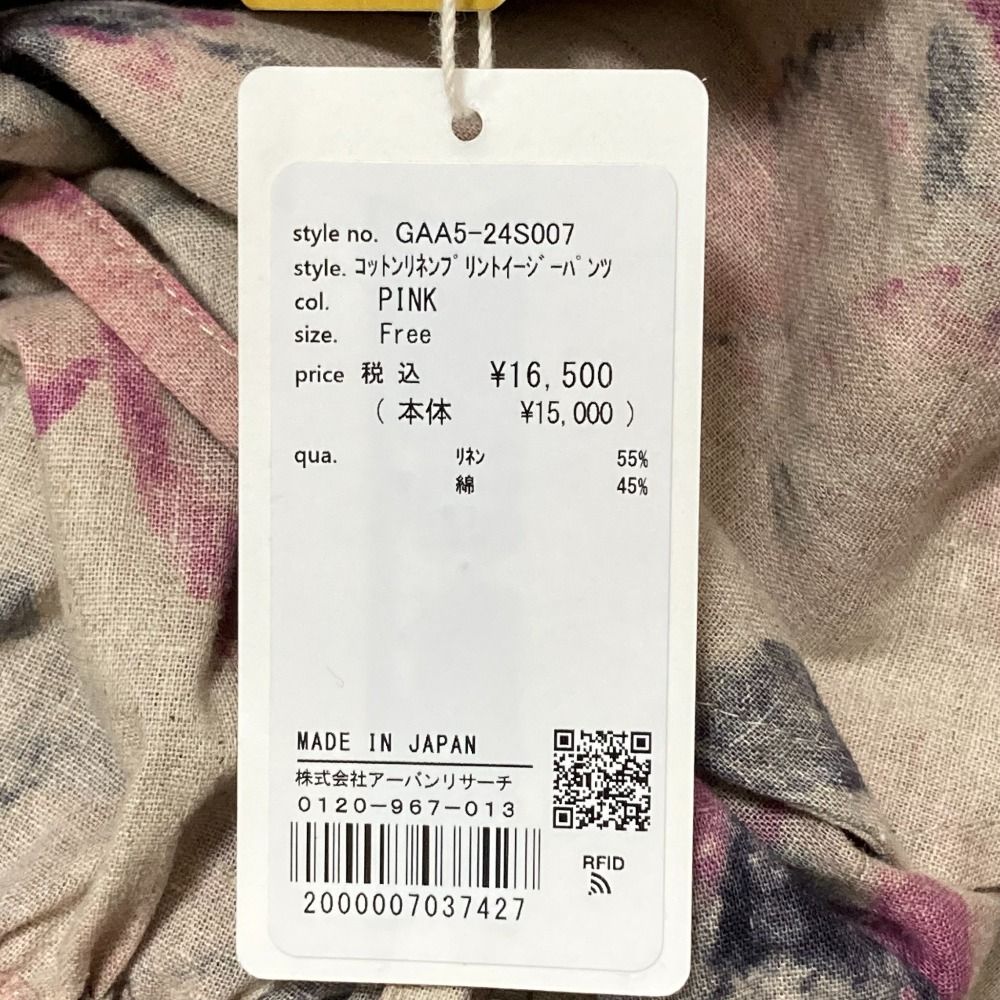 style no. GAA5-24S007
style. ｺｯﾄﾝﾘﾈﾝﾌﾟﾘﾝﾄｲｰｼﾞｰﾊﾟﾝﾂ
col. PINK
size. Free
price 税込 ¥16,500
(本体 ¥15,000)
qua. ﾘﾈﾝ 55%
綿 45%
MADE IN JAPAN
株式会社アーバンリサーチ
0120-967-013
RFID
2000007037427